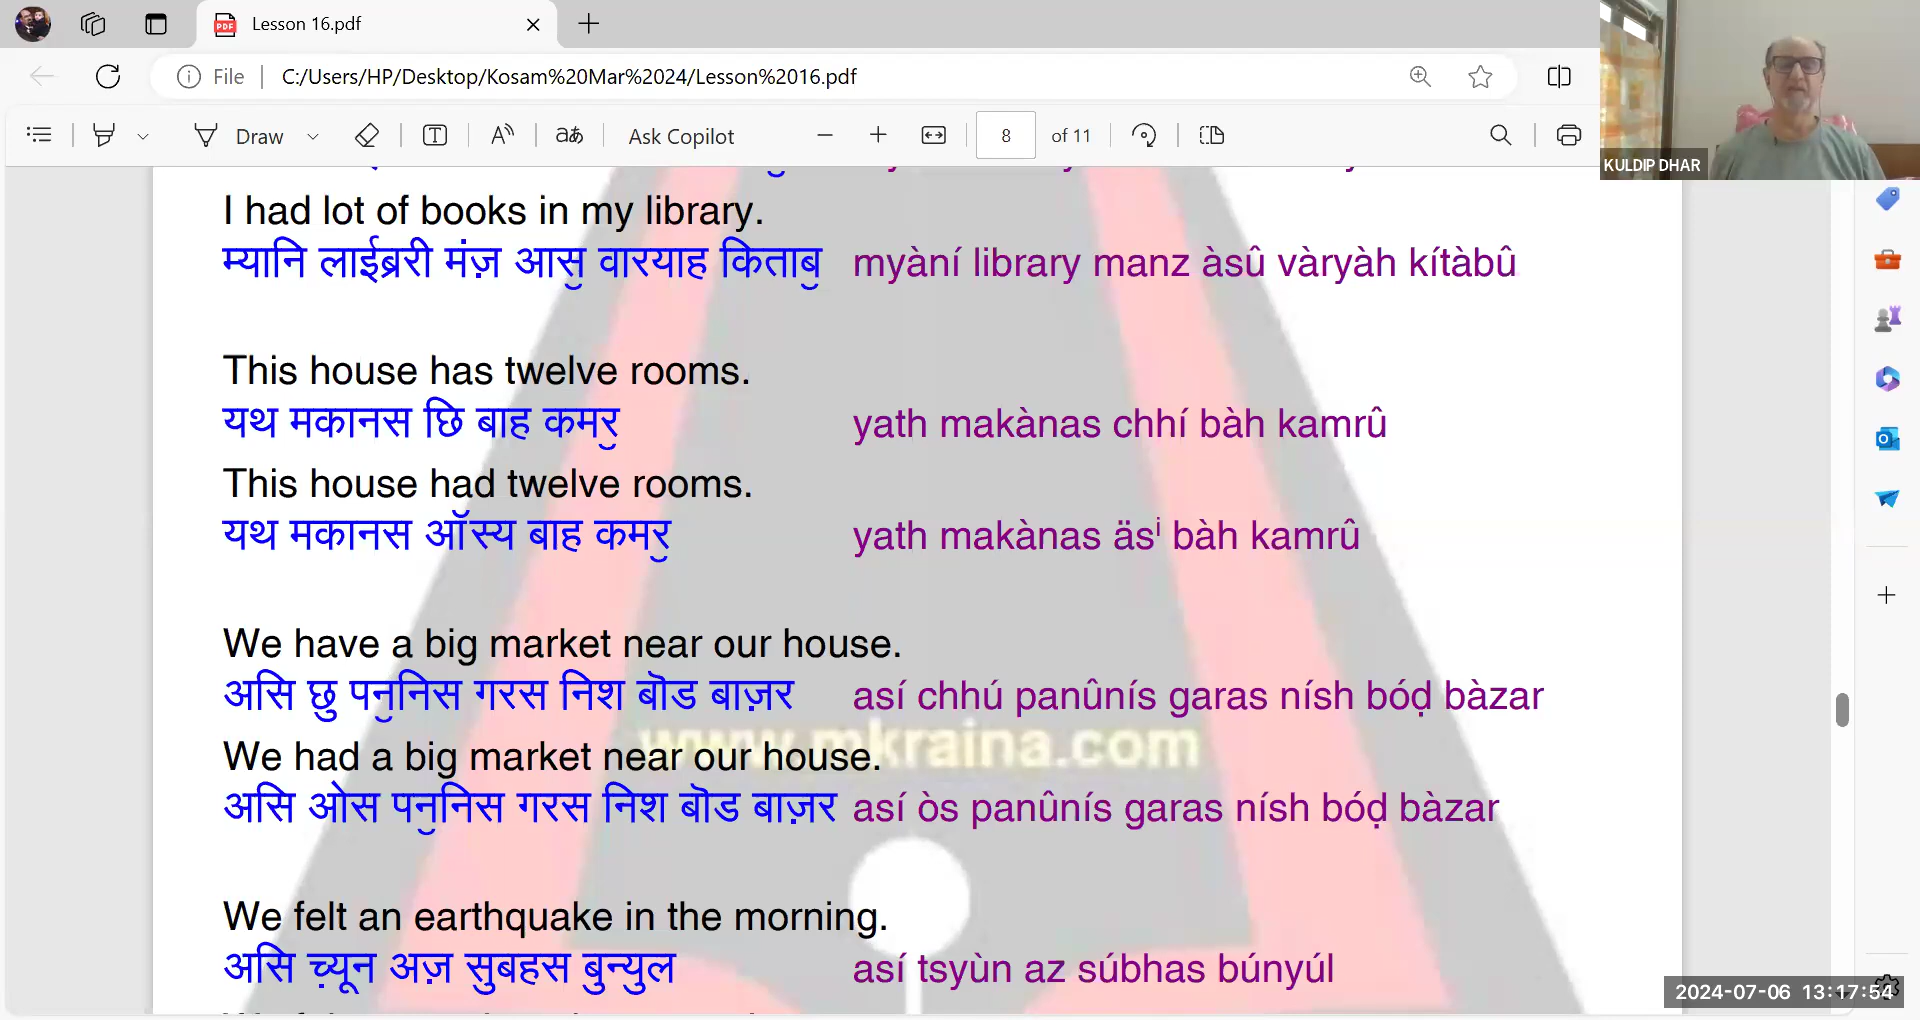 Lesson 16.pdf
File C:/Users/HP/Desktop/Kosam%20Mar%2024/Lesson%2016.pdf
Draw Ask Copilot 8 of 11
KULDIP DHAR
I had lot of books in my library.
म्यानि लाईब्ररी मंज़ आसॖ वारयाह किताबॖ myàní library manz àsû vàryàh kítàbû
This house has twelve rooms.
यथ मकानस छि बाह कमरॖ yath makànas chhí bàh kamrû
This house had twelve rooms.
यथ मकानस ऑस्य बाह कमरॖ yath makànas äsⁱ bàh kamrû
We have a big market near our house.
असि छु पनॖनिस गरस निश बॊड बाज़र así chhú panûnís garas nísh bóḍ bàzar
www.mkraina.com
We had a big market near our house.
असि ओस पनॖनिस गरस निश बॊड बाज़र así òs panûnís garas nísh bóḍ bàzar
We felt an earthquake in the morning.
असि च़्यून अज़ सुबहस बुन्युल así tsyùn az súbhas búnyúl
2024-07-06 13:17:54